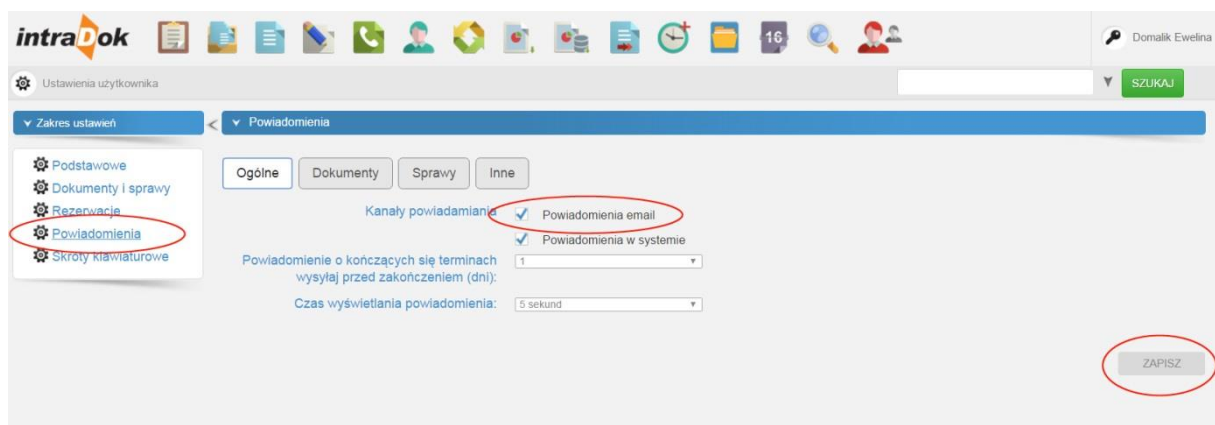 intraDok
16
Domalik Ewelina
Ustawienia użytkownika
SZUKAJ
Zakres ustawień
Powiadomienia
Podstawowe
Dokumenty i sprawy
Rezerwacje
Powiadomienia
Skróty klawiaturowe
Ogólne Dokumenty Sprawy Inne
Kanały powiadamiania Powiadomienia email
Powiadomienia w systemie
Powiadomienie o kończących się terminach 1
wysyłaj przed zakończeniem (dni):
Czas wyświetlania powiadomienia: 5 sekund
ZAPISZ